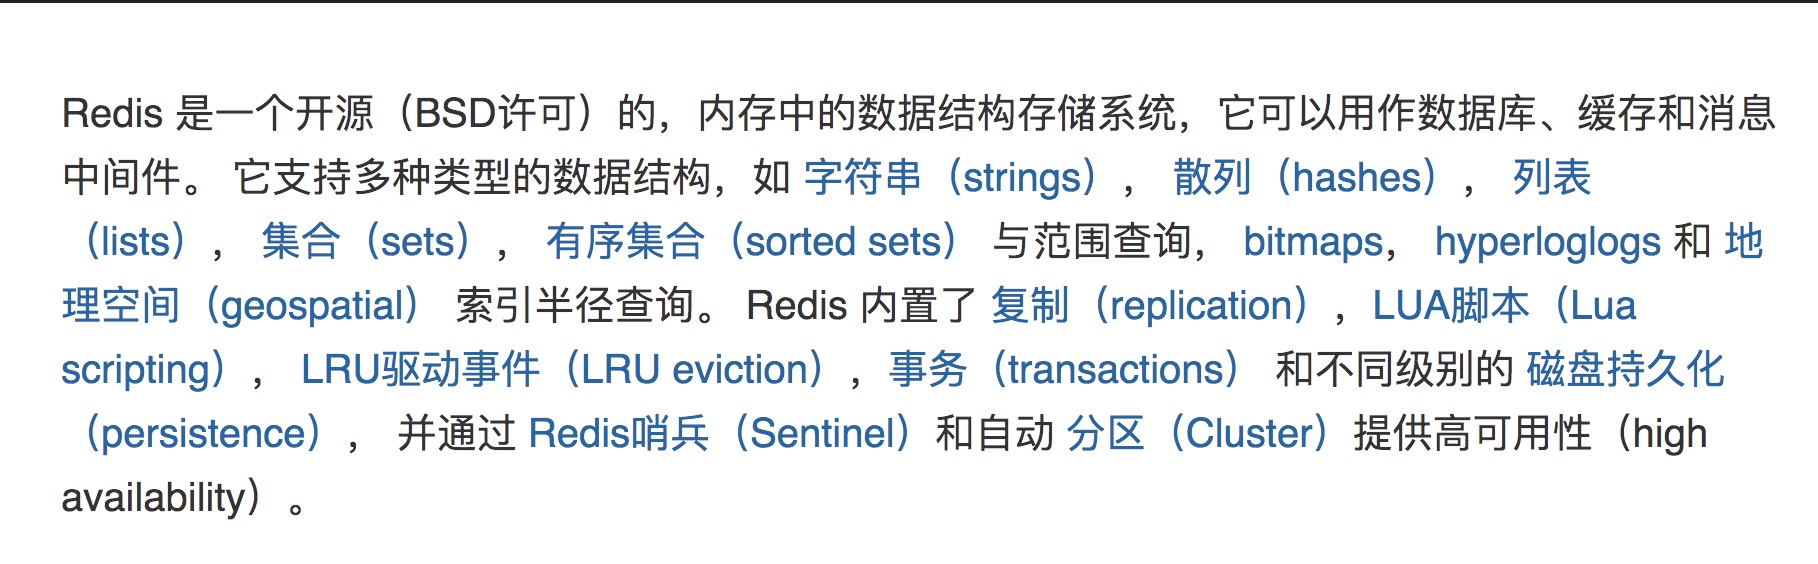 Redis 是一个开源（BSD许可）的，内存中的数据结构存储系统，它可以用作数据库、缓存和消息
中间件。 它支持多种类型的数据结构，如 字符串（strings）， 散列（hashes）， 列表
（lists）， 集合（sets）， 有序集合（sorted sets） 与范围查询， bitmaps， hyperloglogs 和 地
理空间（geospatial） 索引半径查询。 Redis 内置了 复制（replication），LUA脚本（Lua
scripting）， LRU驱动事件（LRU eviction），事务（transactions） 和不同级别的 磁盘持久化
（persistence）， 并通过 Redis哨兵（Sentinel）和自动 分区（Cluster）提供高可用性（high
availability）。